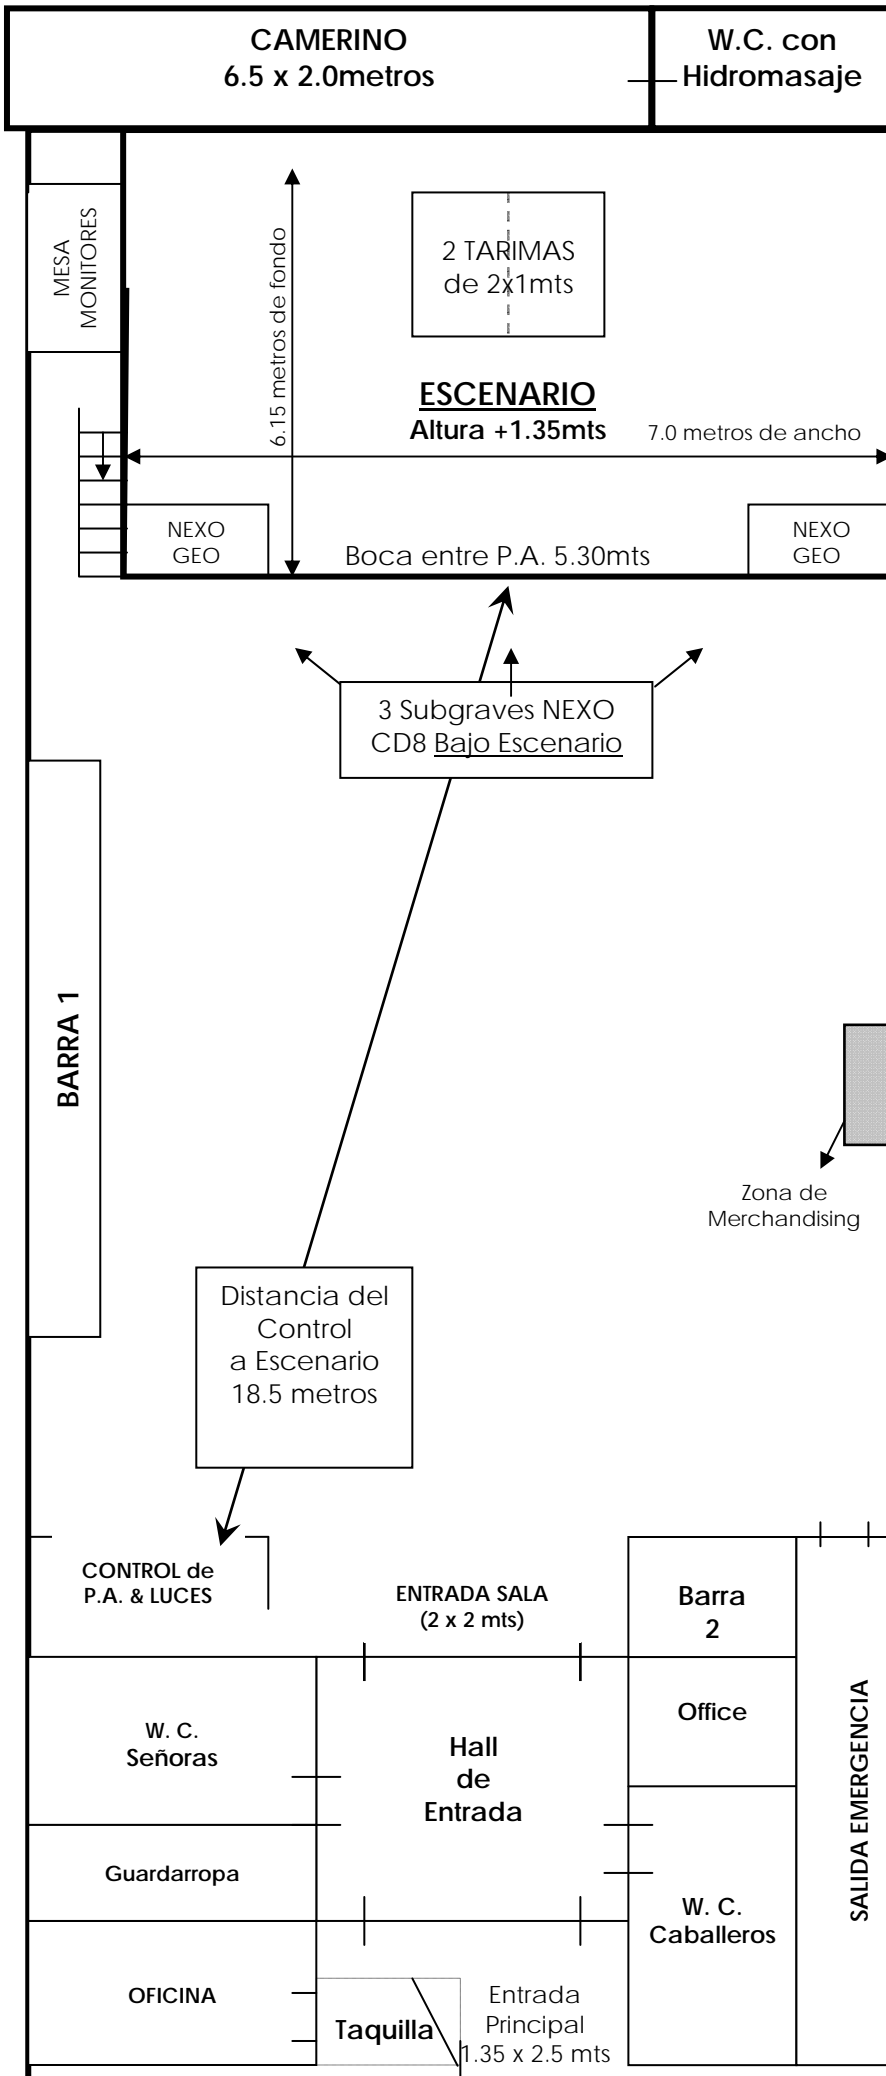 CAMERINO
6.5 x 2.0metros
W.C. con
Hidromasaje
MESA
MONITORES
6.15 metros de fondo
2 TARIMAS
de 2x1mts
ESCENARIO
Altura +1.35mts
7.0 metros de ancho
NEXO
GEO
Boca entre P.A. 5.30mts
NEXO
GEO
3 Subgraves NEXO
CD8 Bajo Escenario
BARRA 1
Zona de
Merchandising
Distancia del
Control
a Escenario
18.5 metros
CONTROL de
P.A. & LUCES
ENTRADA SALA
(2 x 2 mts)
Barra
2
W. C.
Señoras
Hall
de
Entrada
Office
SALIDA EMERGENCIA
Guardarropa
W. C.
Caballeros
OFICINA
Taquilla
Entrada
Principal
1.35 x 2.5 mts